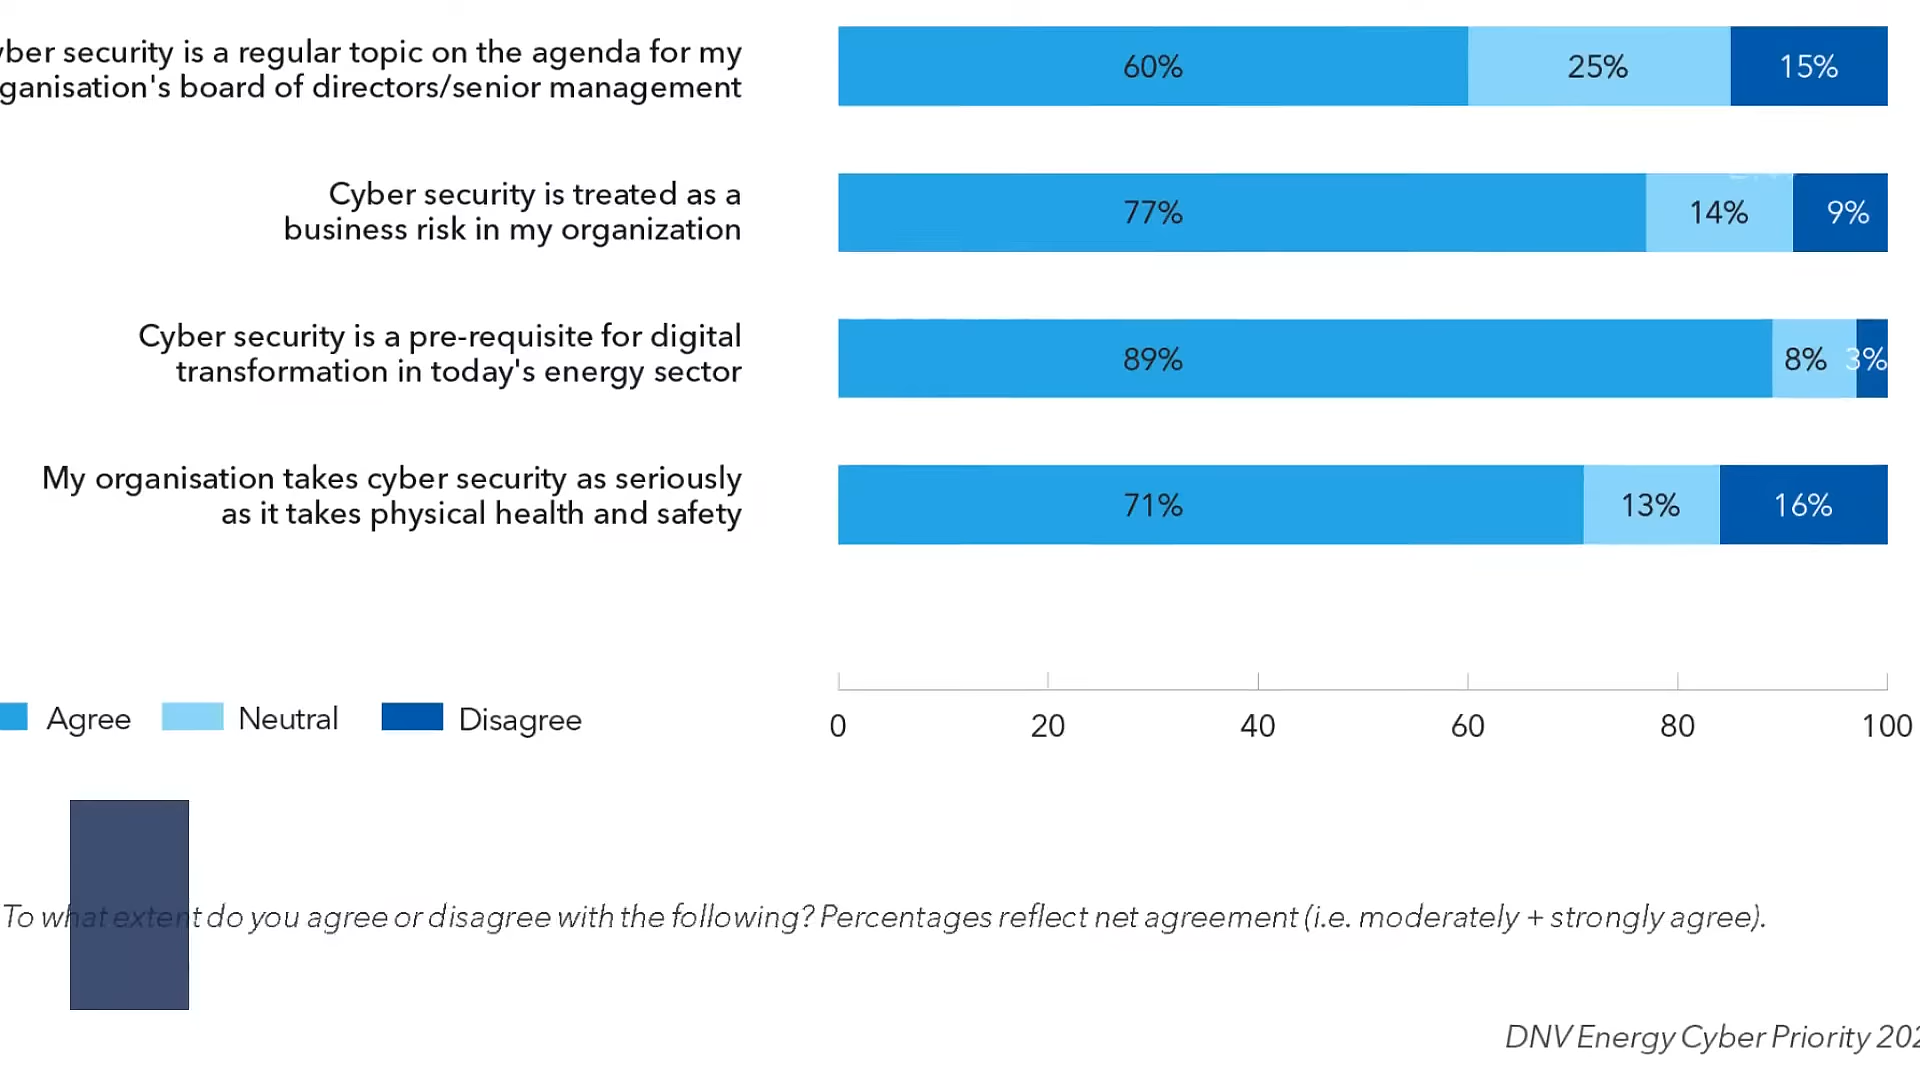 yber security is a regular topic on the agenda for my
ganisation's board of directors/senior management
60% 25% 15%
Cyber security is treated as a
business risk in my organization
77% 14% 9%
Cyber security is a pre-requisite for digital
transformation in today's energy sector
89% 8% 3%
My organisation takes cyber security as seriously
as it takes physical health and safety
71% 13% 16%
Agree Neutral Disagree
0 20 40 60 80 100
To what extent do you agree or disagree with the following? Percentages reflect net agreement (i.e. moderately + strongly agree).
DNV Energy Cyber Priority 202